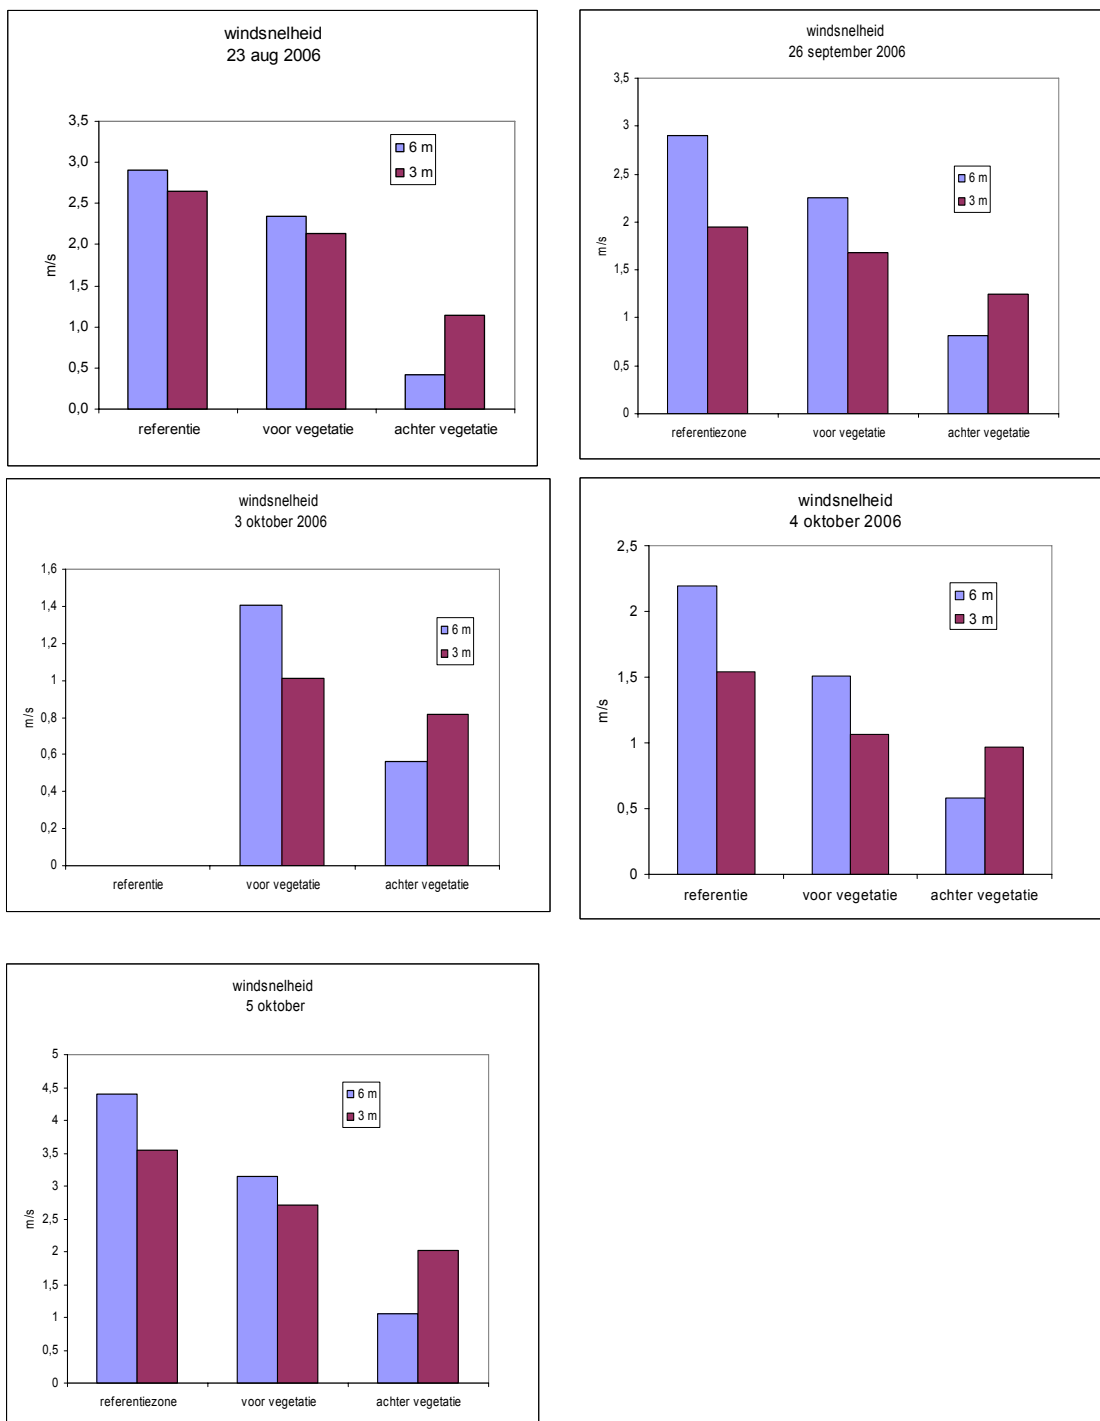 windsnelheid
23 aug 2006
3,5
3,0
2,5
2,0
1,5
1,0
0,5
0,0
m/s
6 m
3 m
referentie
voor vegetatie
achter vegetatie
windsnelheid
26 september 2006
3,5
3
2,5
2
1,5
1
0,5
0
m/s
6 m
3 m
referentiezone
voor vegetatie
achter vegetatie
windsnelheid
3 oktober 2006
1,6
1,4
1,2
1
0,8
0,6
0,4
0,2
0
m/s
6 m
3 m
referentie
voor vegetatie
achter vegetatie
windsnelheid
4 oktober 2006
2,5
2
1,5
1
0,5
0
m/s
6 m
3 m
referentie
voor vegetatie
achter vegetatie
windsnelheid
5 oktober
5
4,5
4
3,5
3
2,5
2
1,5
1
0,5
0
m/s
6 m
3 m
referentiezone
voor vegetatie
achter vegetatie